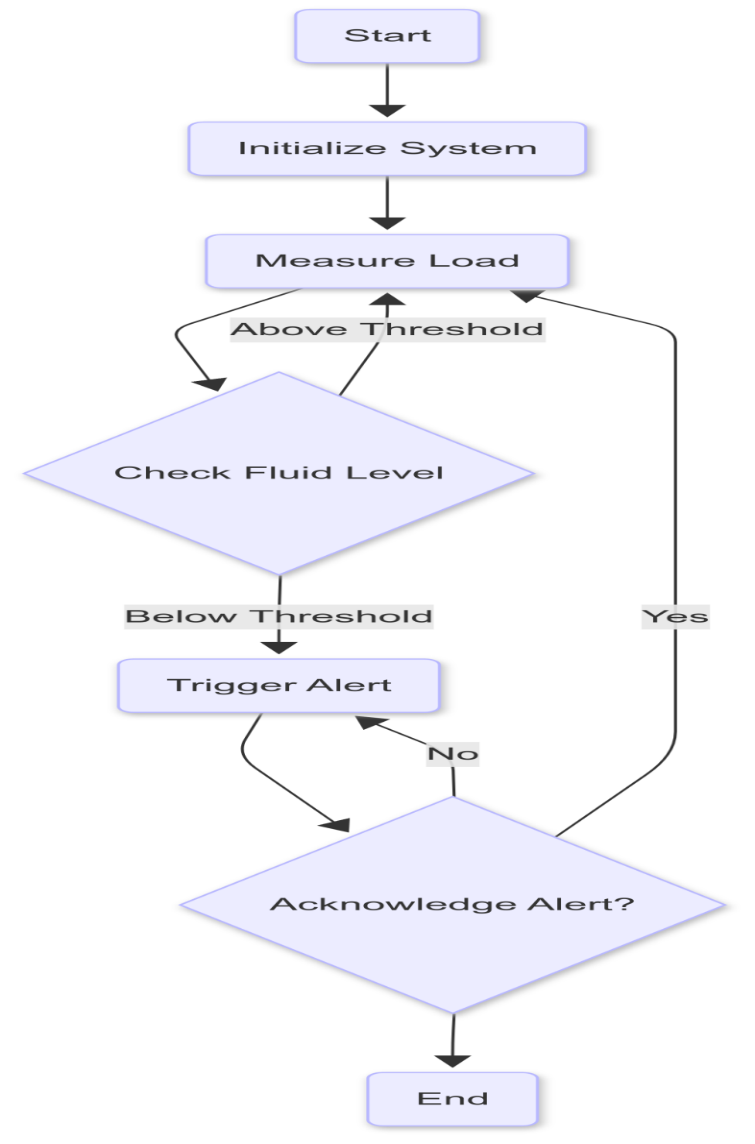 Start
Initialize System
Measure Load
Above Threshold
Check Fluid Level
Below Threshold
Yes
Trigger Alert
No
Acknowledge Alert?
End